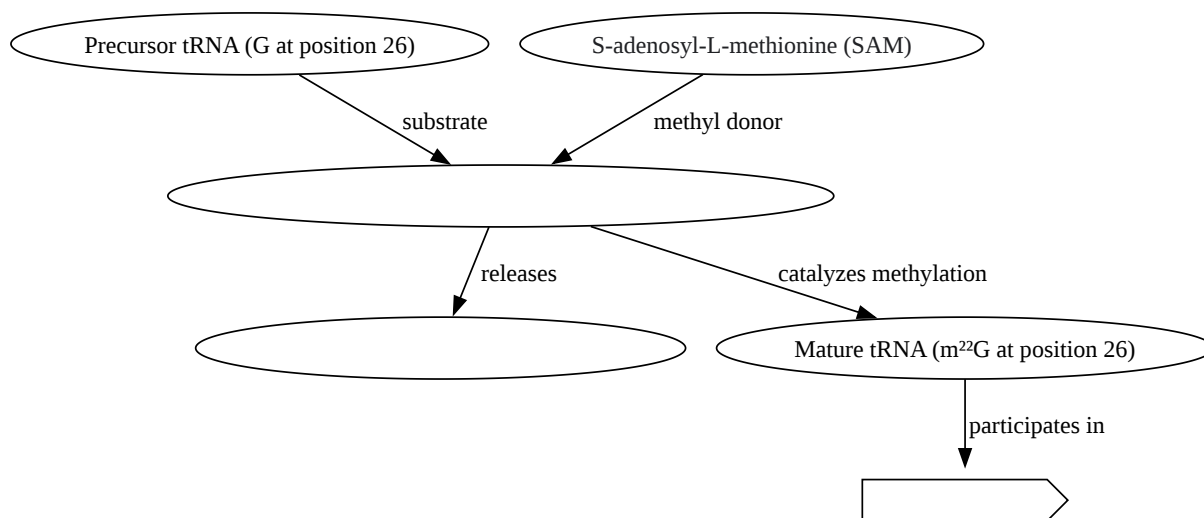 Precursor tRNA (G at position 26)
S-adenosyl-L-methionine (SAM)
substrate
methyl donor
releases
catalyzes methylation
Mature tRNA (m²²G at position 26)
participates in